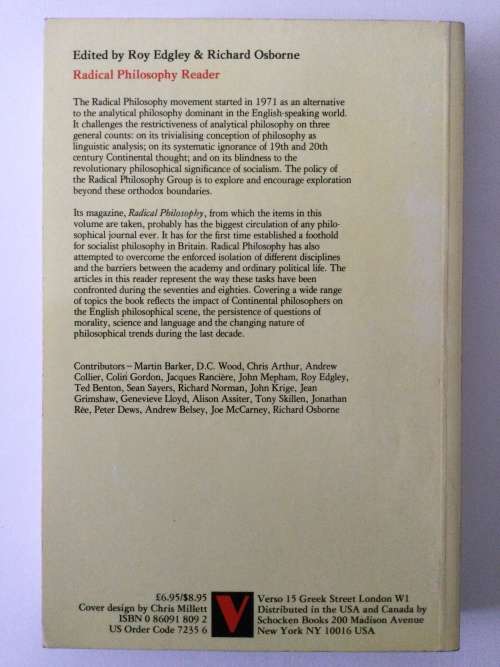 Edited by Roy Edgley & Richard Osborne
Radical Philosophy Reader
The Radical Philosophy movement started in 1971 as an alternative
to the analytical philosophy dominant in the English-speaking world.
It challenges the restrictiveness of analytical philosophy on three
general counts: on its trivialising conception of philosophy as
linguistic analysis; on its systematic ignorance of 19th and 20th
century Continental thought; and on its blindness to the
revolutionary philosophical significance of socialism. The policy of
the Radical Philosophy Group is to explore and encourage exploration
beyond these orthodox boundaries.
Its magazine, Radical Philosophy, from which the items in this
volume are taken, probably has the biggest circulation of any philo-
sophical journal ever. It has for the first time established a foothold
for socialist philosophy in Britain. Radical Philosophy has also
attempted to overcome the enforced isolation of different disciplines
and the barriers between the academy and ordinary political life. The
articles in this reader represent the way these tasks have been
confronted during the seventies and eighties. Covering a wide range
of topics the book reflects the impact of Continental philosophers on
the English philosophical scene, the persistence of questions of
morality, science and language and the changing nature of
philosophical trends during the last decade.
Contributors – Martin Barker, D.C. Wood, Chris Arthur, Andrew
Collier, Colin Gordon, Jacques Rancière, John Mepham, Roy Edgley,
Ted Benton, Sean Sayers, Richard Norman, John Krige, Jean
Grimshaw, Genevieve Lloyd, Alison Assiter, Tony Skillen, Jonathan
Rée, Peter Dews, Andrew Belsey, Joe McCarney, Richard Osborne
£6.95/$8.95
Cover design by Chris Millett
ISBN 0 86091 809 2
US Order Code 7235 6
V
Verso 15 Greek Street London W1
Distributed in the USA and Canada by
Schocken Books 200 Madison Avenue
New York NY 10016 USA